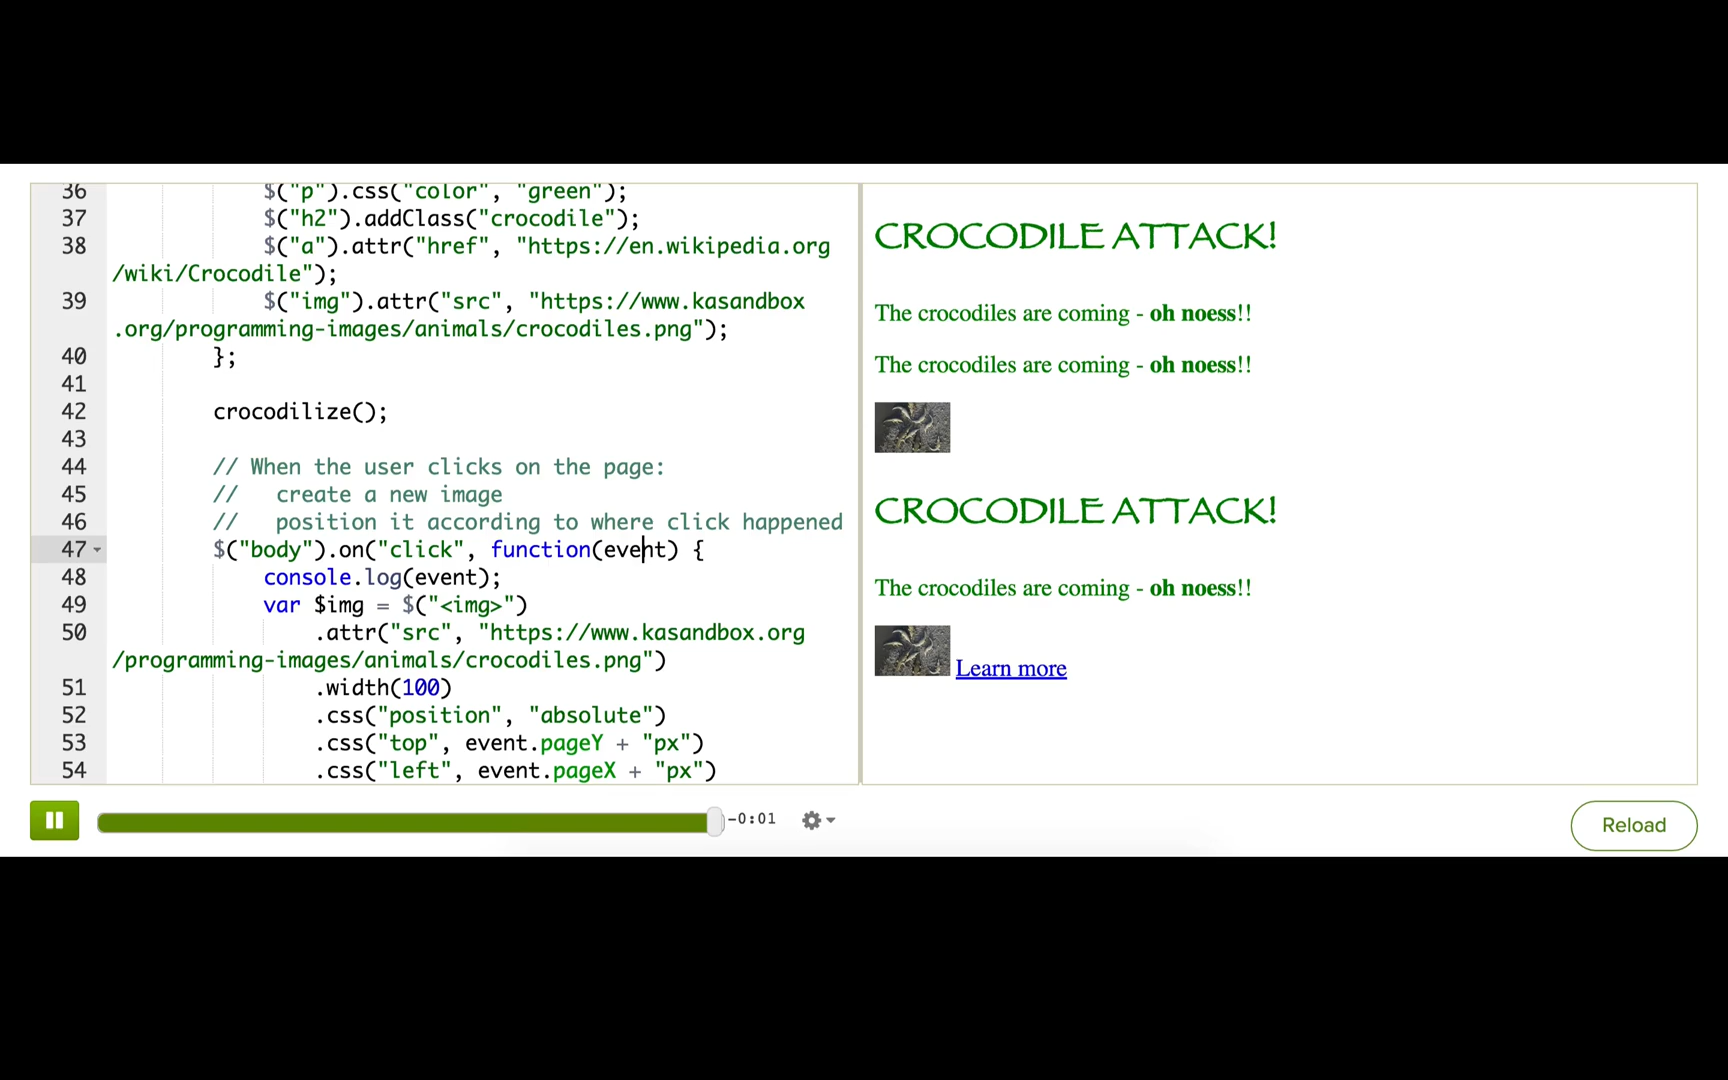 36 $("p").css("color", "green");
37 $("h2").addClass("crocodile");
38 $("a").attr("href", "https://en.wikipedia.org
/wiki/Crocodile");
39 $("img").attr("src", "https://www.kasandbox
.org/programming-images/animals/crocodiles.png");
40 };
41
42 crocodilize();
43
44 // When the user clicks on the page:
45 //   create a new image
46 //   position it according to where click happened
47 $("body").on("click", function(event) {
48 console.log(event);
49 var $img = $("<img>")
50 .attr("src", "https://www.kasandbox.org
/programming-images/animals/crocodiles.png")
51 .width(100)
52 .css("position", "absolute")
53 .css("top", event.pageY + "px")
54 .css("left", event.pageX + "px")
CROCODILE ATTACK!
The crocodiles are coming - oh noess!!
The crocodiles are coming - oh noess!!
CROCODILE ATTACK!
The crocodiles are coming - oh noess!!
Learn more
-0:01
Reload